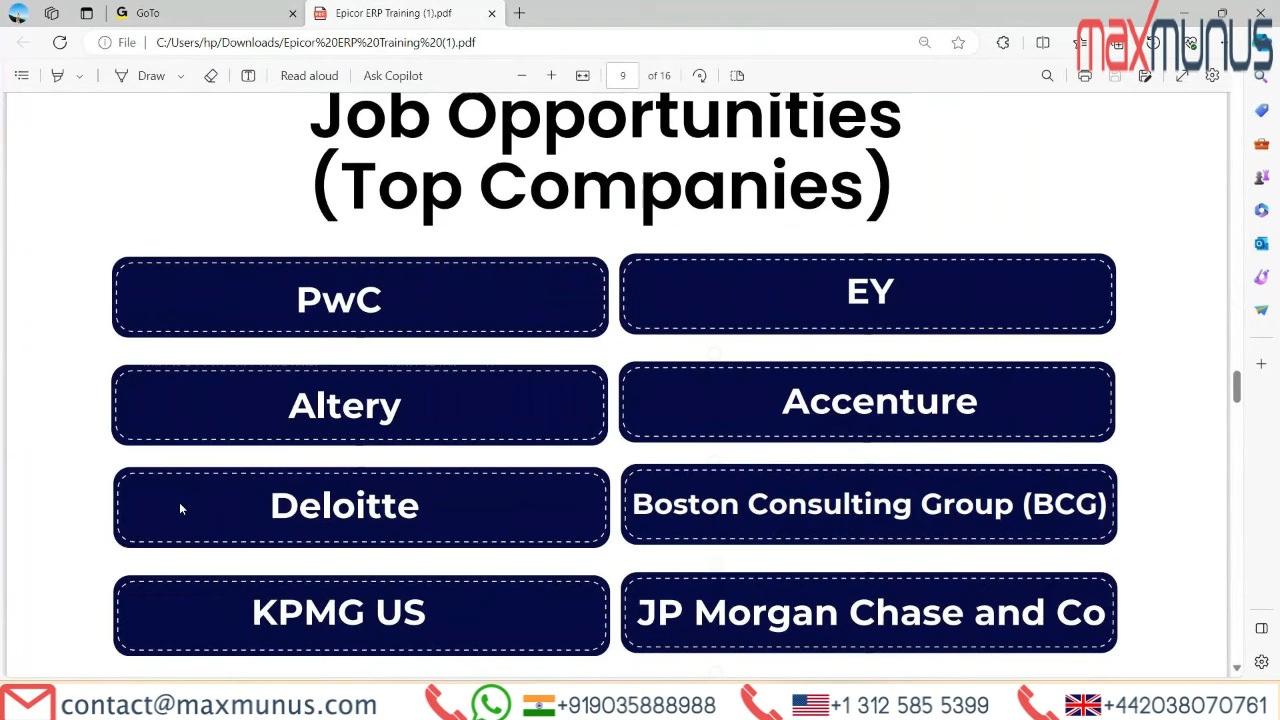 GoTo
Epicor ERP Training (1).pdf
File
C:/Users/hp/Downloads/Epicor%20ERP%20Training%20(1).pdf
maxmunus
Draw
Read aloud
Ask Copilot
9 of 16
Job Opportunities
(Top Companies)
PwC
EY
Altery
Accenture
Deloitte
Boston Consulting Group (BCG)
KPMG US
JP Morgan Chase and Co
contact@maxmunus.com
+919035888988
+1 312 585 5399
+442038070761